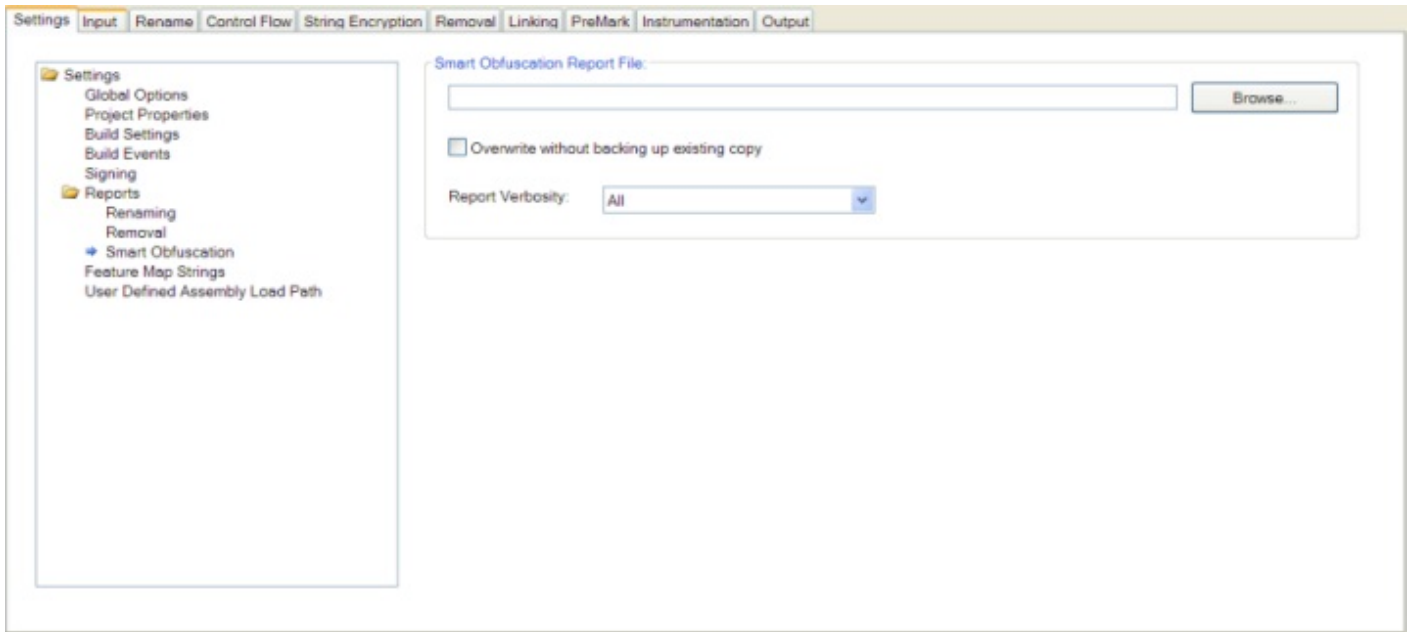 Settings Input Rename Control Flow String Encryption Removal Linking PreMark Instrumentation Output
Settings
Global Options
Project Properties
Build Settings
Build Events
Signing
Reports
Renaming
Removal
Smart Obfuscation
Feature Map Strings
User Defined Assembly Load Path
Smart Obfuscation Report File:
Browse...
Overwrite without backing up existing copy
Report Verbosity: All